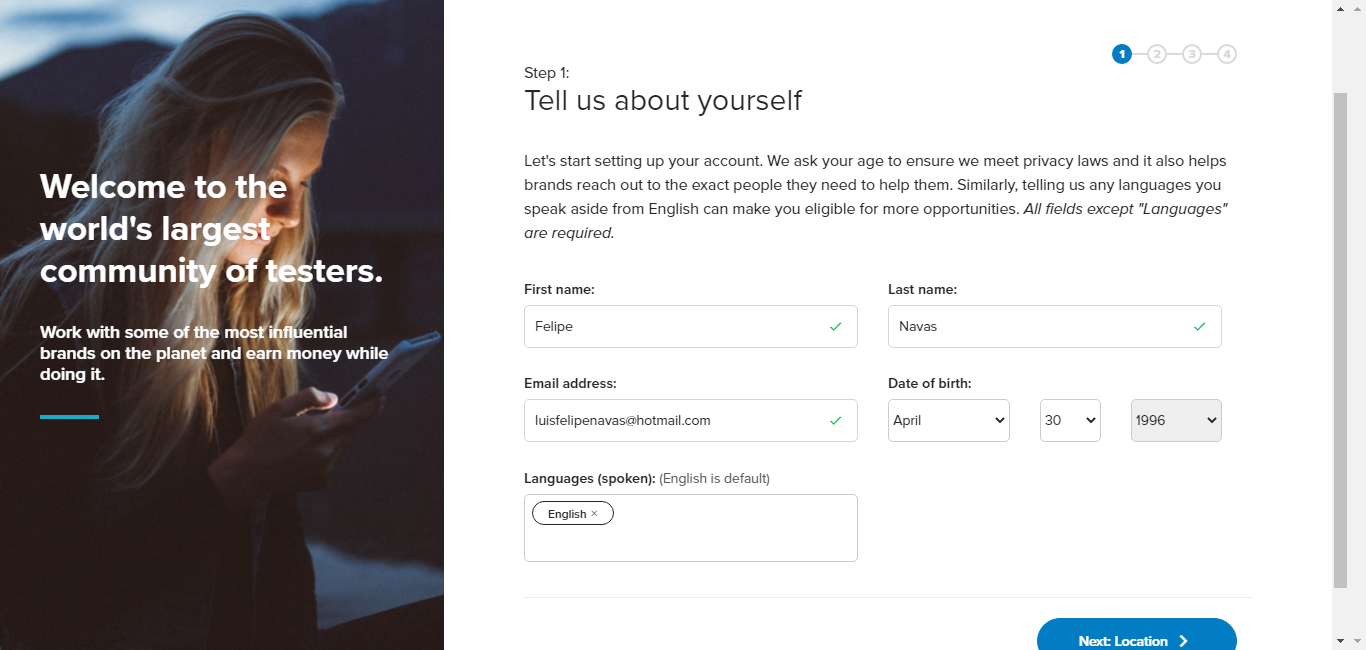 Welcome to the
world's largest
community of testers.
Work with some of the most influential
brands on the planet and earn money while
doing it.
1 2 3 4
Step 1:
Tell us about yourself
Let's start setting up your account. We ask your age to ensure we meet privacy laws and it also helps
brands reach out to the exact people they need to help them. Similarly, telling us any languages you
speak aside from English can make you eligible for more opportunities. All fields except "Languages"
are required.
First name: Last name:
Felipe Navas
Email address: Date of birth:
luisfelipenavas@hotmail.com April 30 1996
Languages (spoken): (English is default)
English ×
Next: Location